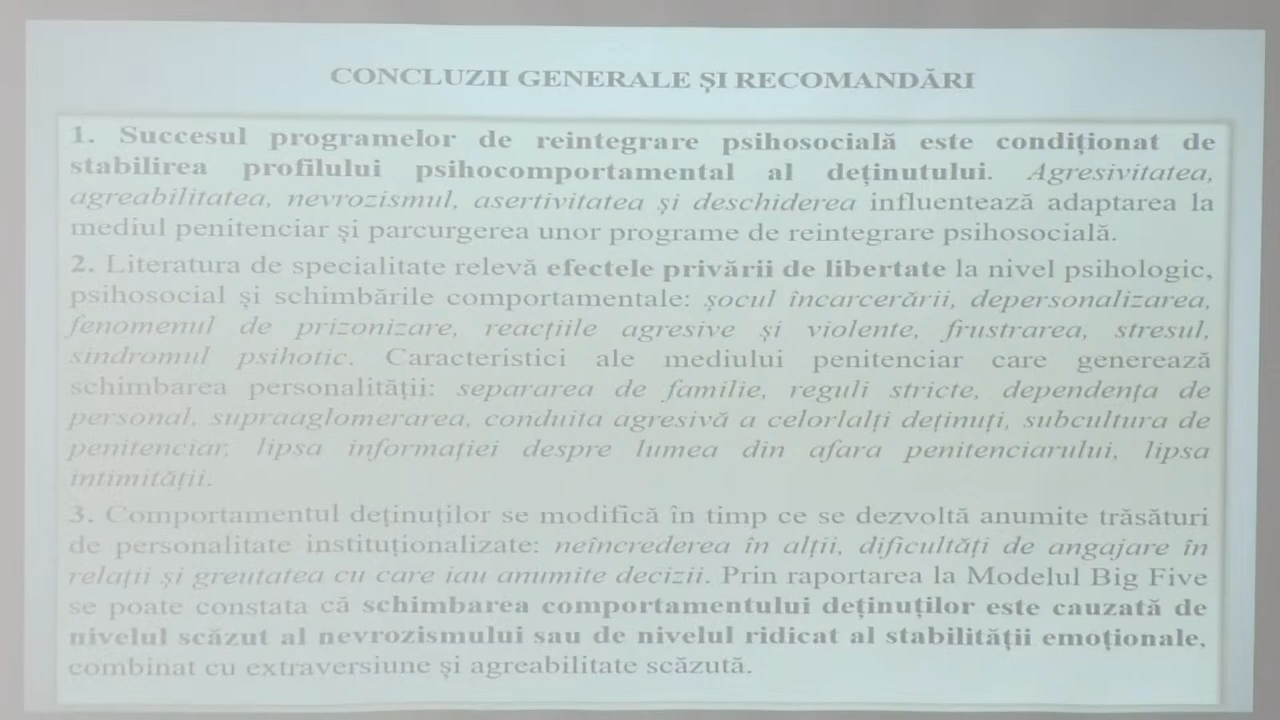 CONCLUZII GENERALE ȘI RECOMANDĂRI
1. Succesul programelor de reintegrare psihosocială este condiționat de
stabilirea profilului psihocomportamental al deținutului. Agresivitatea,
agreabilitatea, nevrozismul, asertivitatea și deschiderea influentează adaptarea la
mediul penitenciar și parcurgerea unor programe de reintegrare psihosocială.
2. Literatura de specialitate relevă efectele privării de libertate la nivel psihologic,
psihosocial și schimbările comportamentale: șocul încarcerării, depersonalizarea,
fenomenul de prizonizare, reacțiile agresive și violente, frustrarea, stresul,
sindromul psihotic. Caracteristici ale mediului penitenciar care generează
schimbarea personalității: separarea de familie, reguli stricte, dependența de
personal, supraaglomerarea, conduita agresivă a celorlalți deținuți, subcultura de
penitenciar, lipsa informației despre lumea din afara penitenciarului, lipsa
intimității.
3. Comportamentul deținuților se modifică în timp ce se dezvoltă anumite trăsături
de personalitate instituționalizate: neîncrederea în alții, dificultăți de angajare în
relații și greutatea cu care iau anumite decizii. Prin raportarea la Modelul Big Five
se poate constata că schimbarea comportamentului deținuților este cauzată de
nivelul scăzut al nevrozismului sau de nivelul ridicat al stabilității emoționale,
combinat cu extraversiune și agreabilitate scăzută.